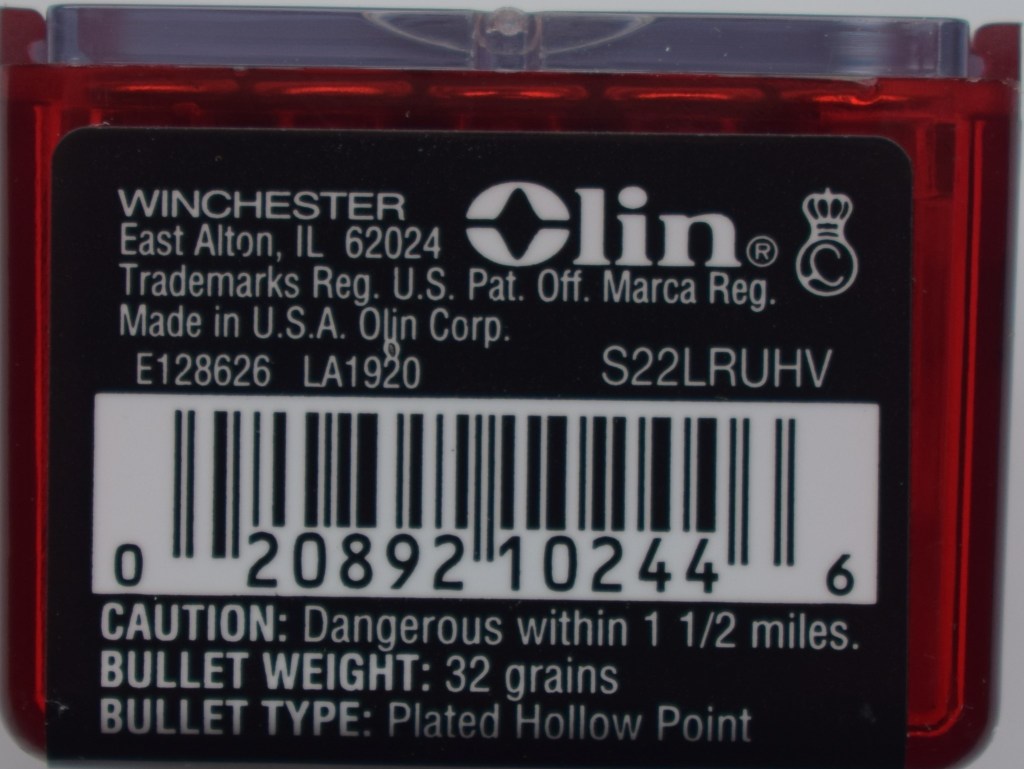 WINCHESTER
Olin®
East Alton, IL 62024
Trademarks Reg. U.S. Pat. Off. Marca Reg.
Made in U.S.A. Olin Corp.
E128626 LA1920
S22LRUHV
0 20892 10244 6
CAUTION: Dangerous within 1 1/2 miles.
BULLET WEIGHT: 32 grains
BULLET TYPE: Plated Hollow Point